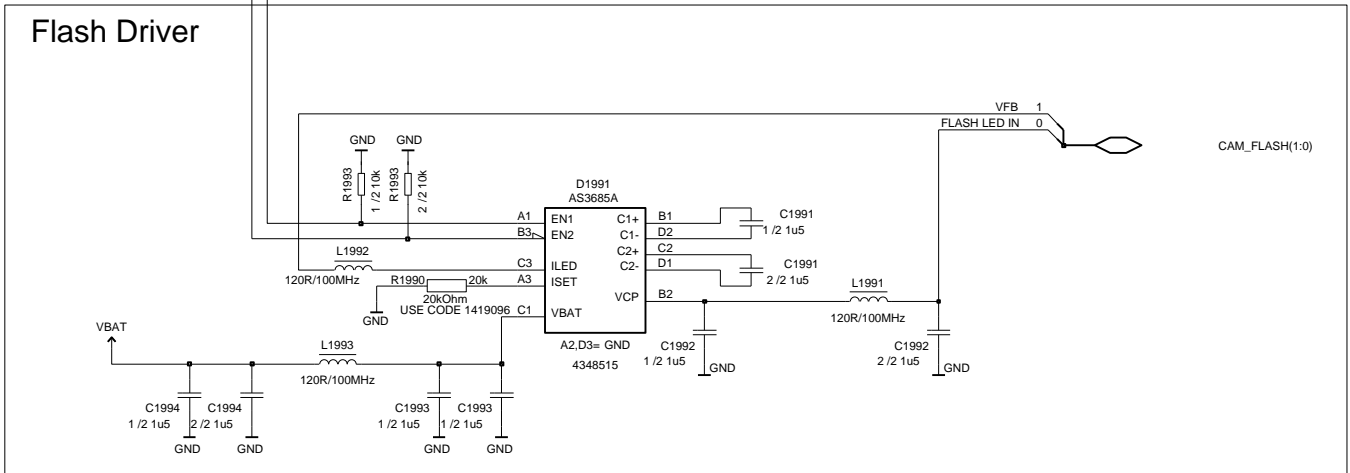 Flash Driver
VFB 1
FLASH LED IN 0
CAM_FLASH(1:0)
GND GND
R1993
1 /2 10k
R1993
2 /2 10k
D1991
AS3685A
A1 EN1
B3 EN2
C3 ILED
A3 ISET
C1 VBAT
C1+ B1
C1- D2
C2+ C2
C2- D1
VCP B2
A2,D3= GND
4348515
C1991
1 /2 1u5
C1991
2 /2 1u5
L1992
120R/100MHz
R1990 20k
20kOhm
USE CODE 1419096
GND
L1991
120R/100MHz
C1992
1 /2 1u5
GND
C1992
2 /2 1u5
GND
VBAT
L1993
120R/100MHz
C1994
1 /2 1u5
GND
C1994
2 /2 1u5
GND
C1993
1 /2 1u5
GND
C1993
1 /2 1u5
GND